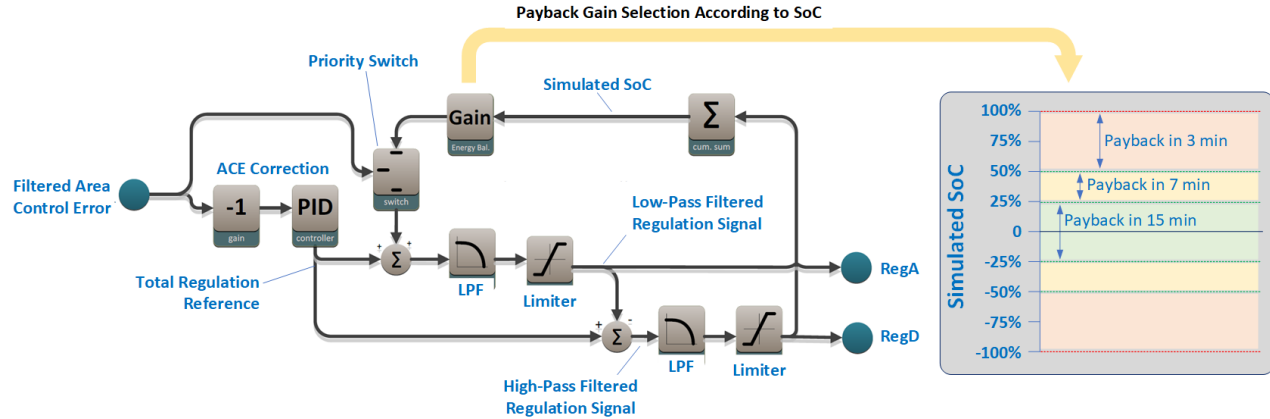 Payback Gain Selection According to SoC
Priority Switch
Simulated SoC
Gain
Energy Bal.
Σ
cum. sum
ACE Correction
switch
Filtered Area
Control Error
-1
gain
PID
controller
Low-Pass Filtered
Regulation Signal
+
+
Σ
LPF
Limiter
RegA
Total Regulation
Reference
+
-
Σ
LPF
Limiter
RegD
High-Pass Filtered
Regulation Signal
Simulated SoC
100%
75%
50%
25%
0
-25%
-50%
-75%
-100%
Payback in 3 min
Payback in 7 min
Payback in 15 min